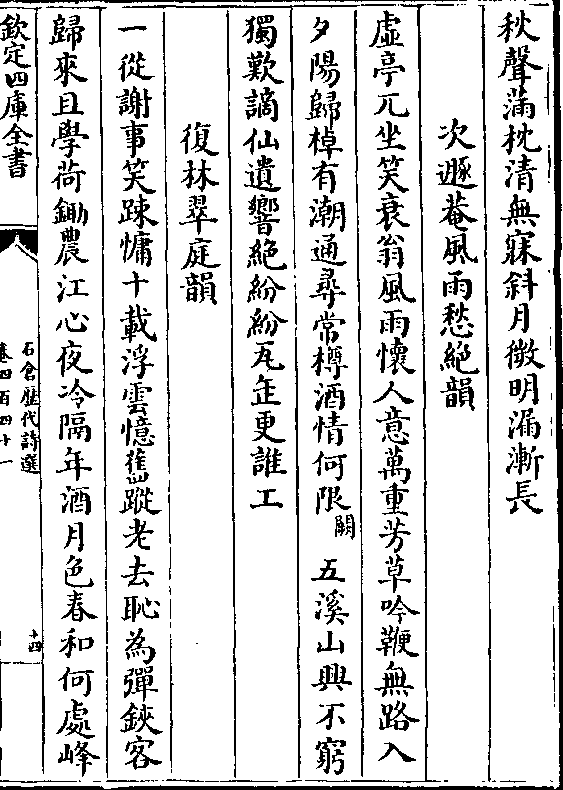 秋聲滿枕清無寐斜月微明漏漸長
次遯菴風雨愁絕韻
虛亭兀坐笑衰翁風雨懷人意萬重芳草吟鞭無路入
夕陽歸棹有潮通尋常樽酒情何限闕 五溪山興不窮
獨歎謫仙遺響絕紛紛瓦缶更誰工
復林翠庭韻
一從謝事笑踈慵十載浮雲憶舊蹤老去恥為彈鋏客
歸來且學荷鋤農江心夜冷隔年酒月色春和何處峰
欽定四庫全書
石倉歷代詩選
卷四百四十一
十四